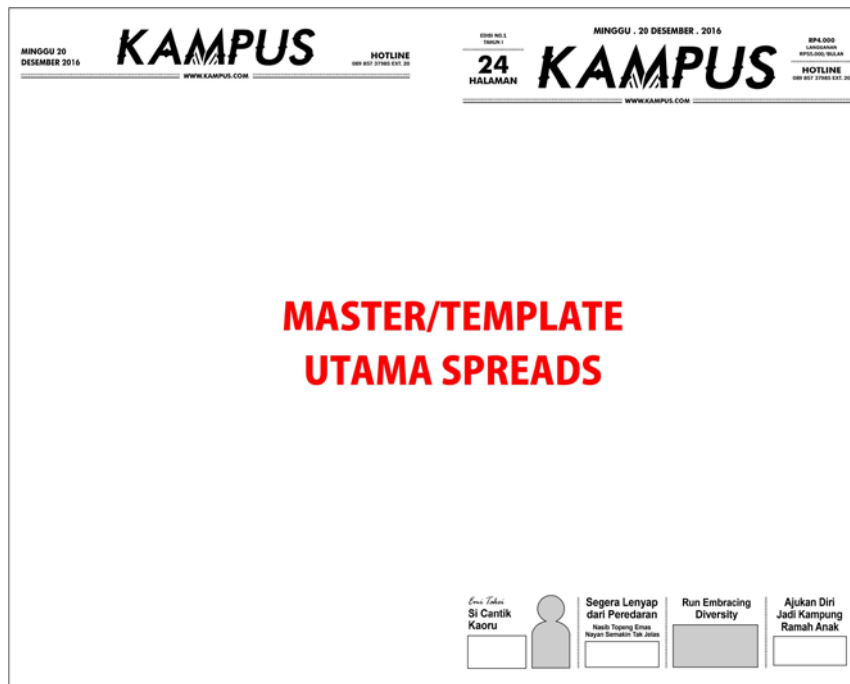 MINGGU 20
DESEMBER 2016
KAMPUS
HOTLINE
089 857 37985 EXT. 20
WWW.KAMPUS.COM
EDISI NO.1
TAHUN I
24
HALAMAN
MINGGU . 20 DESEMBER . 2016
KAMPUS
RP4.000
LANGGANAN
RP55.000/BULAN
HOTLINE
089 857 37985 EXT. 20
WWW.KAMPUS.COM
MASTER/TEMPLATE
UTAMA SPREADS
Si Cantik
Kaoru
Segera Lenyap
dari Peredaran
Nasib Topeng Emas
Nayan Semakin Tak Jelas
Run Embracing
Diversity
Ajukan Diri
Jadi Kampung
Ramah Anak